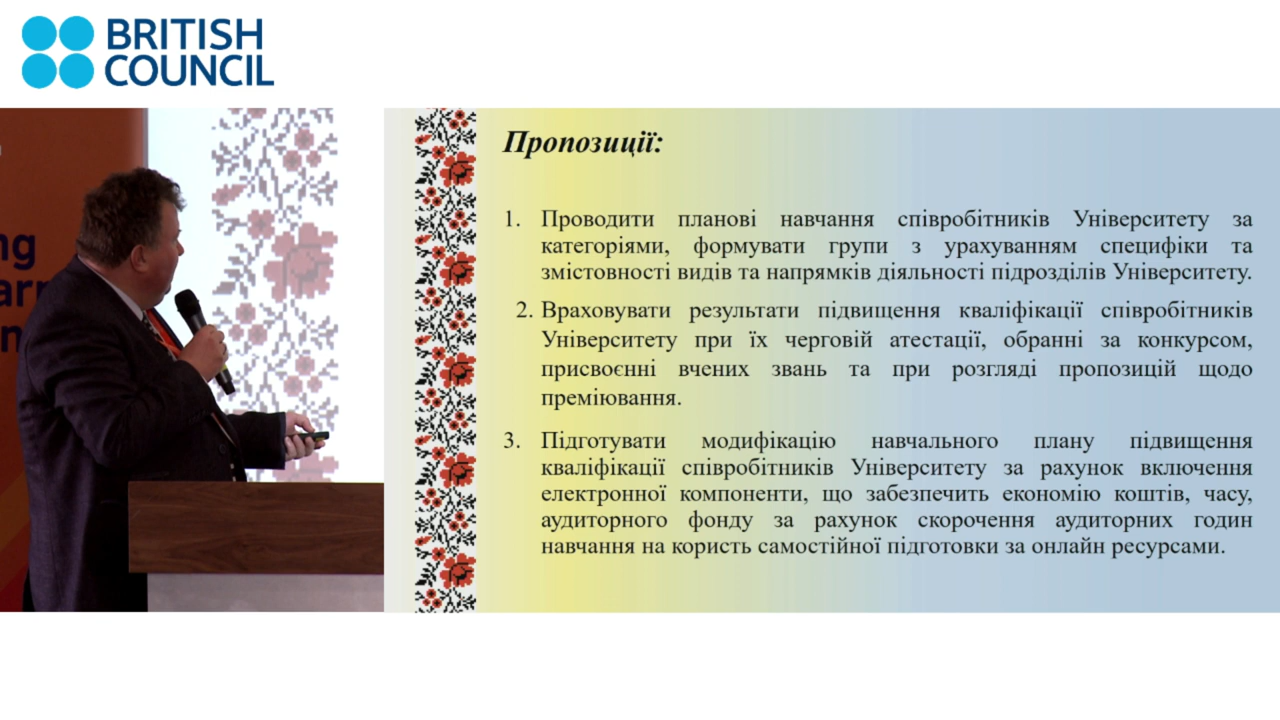 BRITISH
COUNCIL
Пропозиції:
1. Проводити планові навчання співробітників Університету за
категоріями, формувати групи з урахуванням специфіки та
змістовності видів та напрямків діяльності підрозділів Університету.
2. Враховувати результати підвищення кваліфікації співробітників
Університету при їх черговій атестації, обранні за конкурсом,
присвоєнні вчених звань та при розгляді пропозицій щодо
преміювання.
3. Підготувати модифікацію навчального плану підвищення
кваліфікації співробітників Університету за рахунок включення
електронної компоненти, що забезпечить економію коштів, часу,
аудиторного фонду за рахунок скорочення аудиторних годин
навчання на користь самостійної підготовки за онлайн ресурсами.